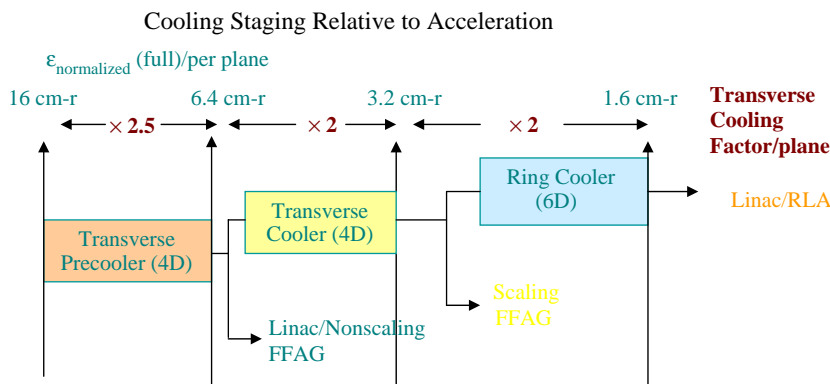 Cooling Staging Relative to Acceleration
εnormalized (full)/per plane
16 cm-r
6.4 cm-r
3.2 cm-r
1.6 cm-r
× 2.5
× 2
× 2
Transverse
Cooling
Factor/plane
Ring Cooler
(6D)
Linac/RLA
Transverse
Cooler (4D)
Transverse
Precooler (4D)
Scaling
FFAG
Linac/Nonscaling
FFAG